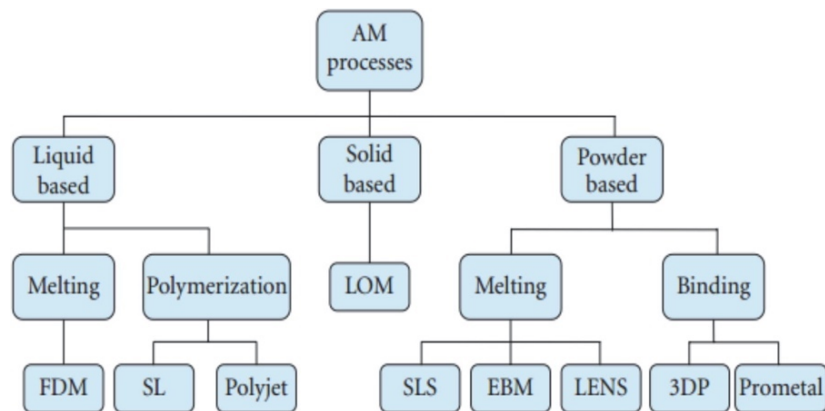 AM
processes
Liquid
based
Solid
based
Powder
based
Melting
Polymerization
LOM
Melting
Binding
FDM
SL
Polyjet
SLS
EBM
LENS
3DP
Prometal